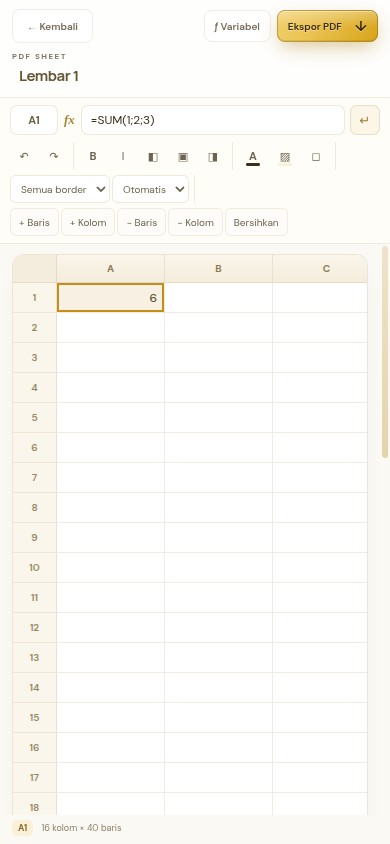 ← Kembali
ƒ Variabel
Ekspor PDF ↓
PDF SHEET
Lembar 1
A1
fx
=SUM(1;2;3)
↵
↶ ↷ B I ◧ ▣ ◨ A ▨ ◻
Semua border
Otomatis
+ Baris
+ Kolom
− Baris
− Kolom
Bersihkan
A B C
1 6
2
3
4
5
6
7
8
9
10
11
12
13
14
15
16
17
18
A1 16 kolom × 40 baris